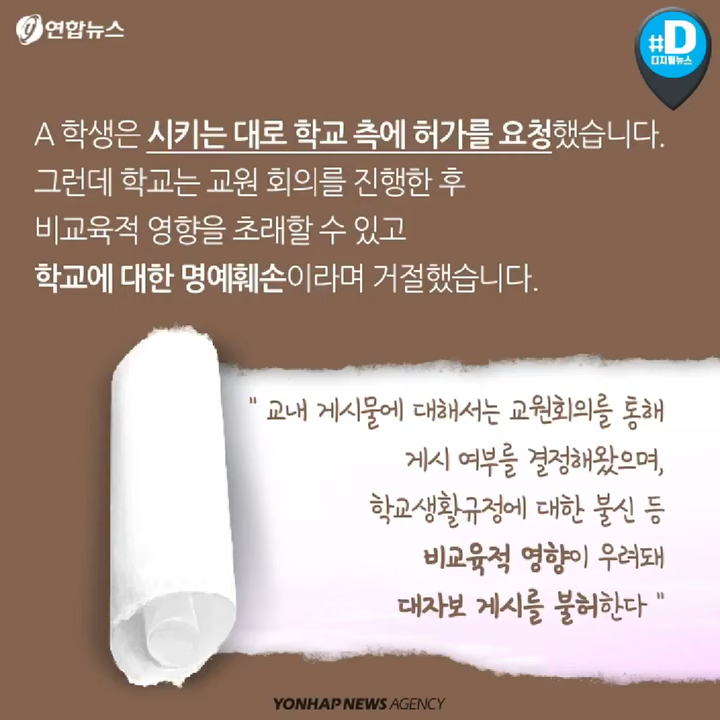 연합뉴스
#D
디지털뉴스
A 학생은 시키는 대로 학교 측에 허가를 요청했습니다.
그런데 학교는 교원 회의를 진행한 후
비교육적 영향을 초래할 수 있고
학교에 대한 명예훼손이라며 거절했습니다.
" 교내 게시물에 대해서는 교원회의를 통해
게시 여부를 결정해왔으며,
학교생활규정에 대한 불신 등
비교육적 영향이 우려돼
대자보 게시를 불허한다 "
YONHAP NEWS AGENCY